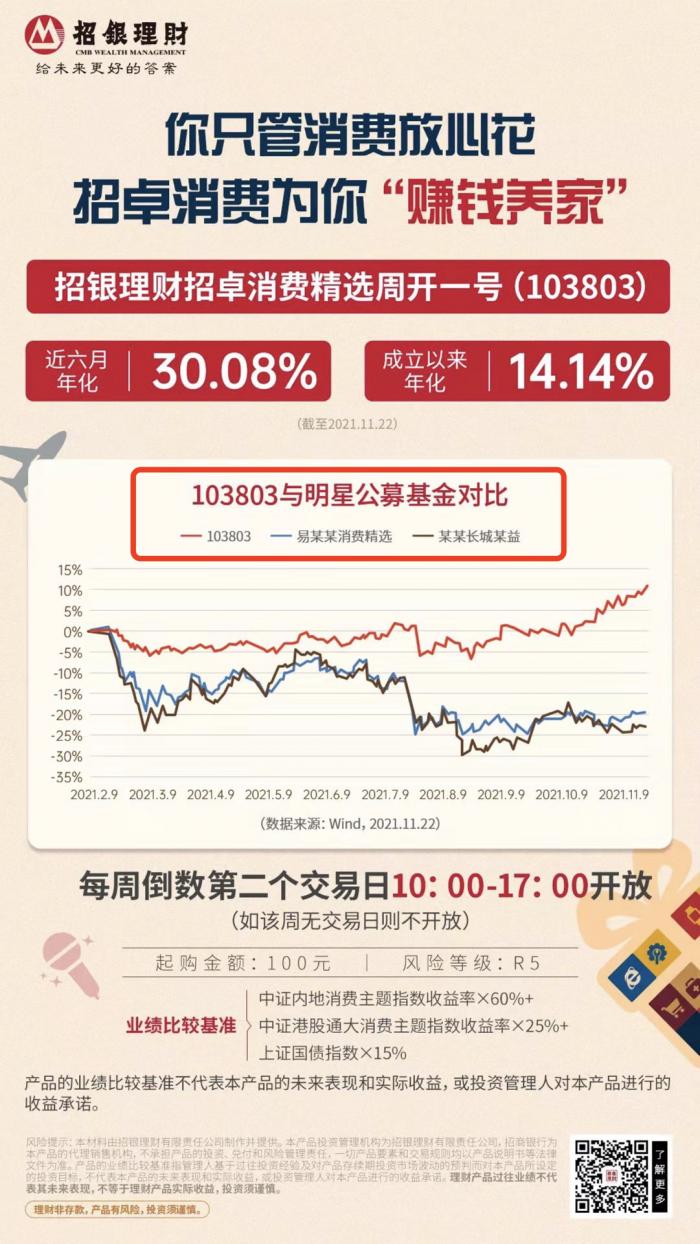 招银理财
CMB WEALTH MANAGEMENT
给未来更好的答案
你只管消费放心花
招卓消费为你“赚钱养家”
招银理财招卓消费精选周开一号（103803）
近六月
年化
30.08%
成立以来
年化
14.14%
（截至2021.11.22）
103803与明星公募基金对比
103803 易某某消费精选 某某长城某益
15%
10%
5%
0%
-5%
-10%
-15%
-20%
-25%
-30%
-35%
2021.2.9 2021.3.9 2021.4.9 2021.5.9 2021.6.9 2021.7.9 2021.8.9 2021.9.9 2021.10.9 2021.11.9
（数据来源：Wind，2021.11.22）
每周倒数第二个交易日10：00-17：00开放
（如该周无交易日则不开放）
起购金额：100元 | 风险等级：R5
业绩比较基准
中证内地消费主题指数收益率×60%+
中证港股通大消费主题指数收益率×25%+
上证国债指数×15%
产品的业绩比较基准不代表本产品的未来表现和实际收益，或投资管理人对本产品进行的
收益承诺。
风险提示：本材料由招银理财有限责任公司制作并提供。本产品投资管理机构为招银理财有限责任公司，招商银行为
本产品的代理销售机构，不承担产品的投资、兑付和风险管理责任，一切产品要素和交易规则均以产品说明书等法律
文件为准。产品的业绩比较基准指管理人基于过往投资经验及对产品存续期投资市场波动的预判而对本产品所设定
的投资目标，不代表本产品的未来表现和实际收益，或投资管理人对本产品进行的收益承诺。理财产品过往业绩不代
表其未来表现，不等于理财产品实际收益，投资须谨慎。
理财非存款，产品有风险，投资须谨慎。
了解更多